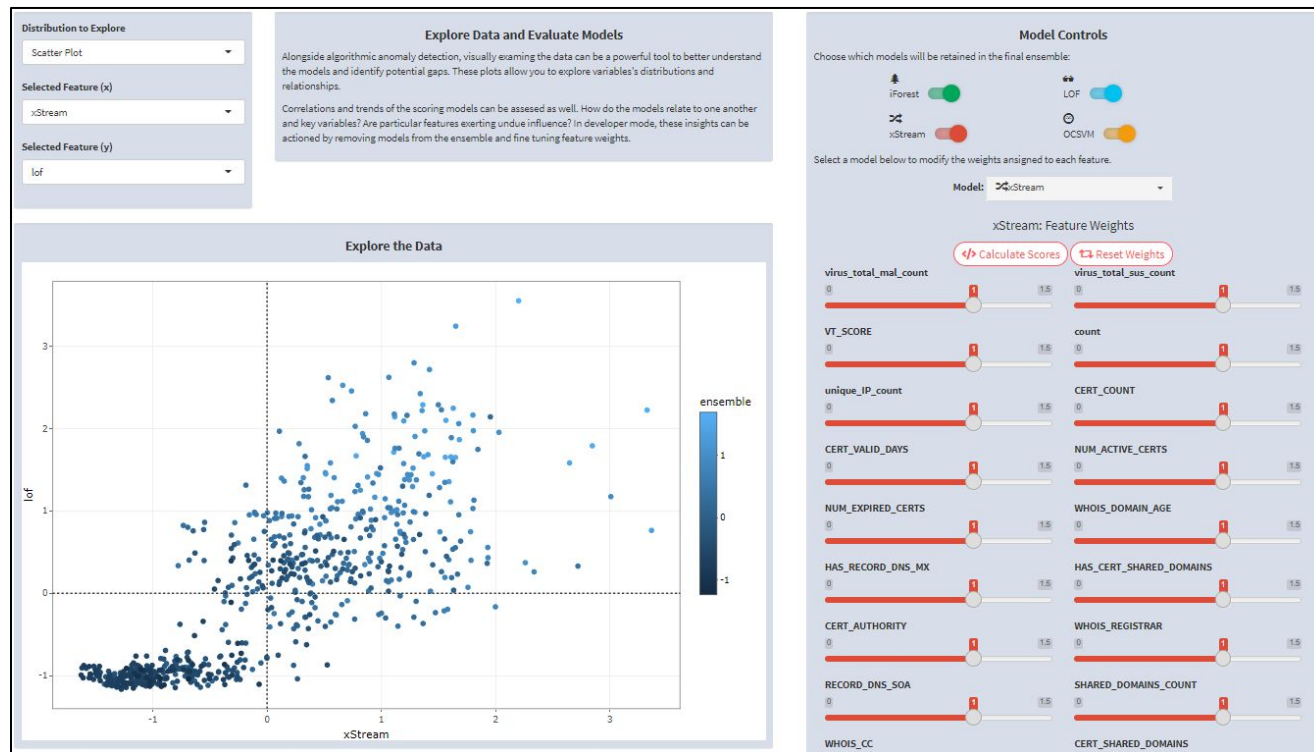 Distribution to Explore
Scatter Plot
Selected Feature (x)
xStream
Selected Feature (y)
lof
Explore Data and Evaluate Models
Alongside algorithmic anomaly detection, visually examing the data can be a powerful tool to better understand
the models and identify potential gaps. These plots allow you to explore variables's distributions and
relationships.
Correlations and trends of the scoring models can be assesed as well. How do the models relate to one another
and key variables? Are particular features exerting undue influence? In developer mode, these insights can be
actioned by removing models from the ensemble and fine tuning feature weights.
Explore the Data
lof
3
2
1
0
-1
-1
0
1
2
3
xStream
ensemble
1
0
-1
Model Controls
Choose which models will be retained in the final ensemble:
iForest
LOF
xStream
OCSVM
Select a model below to modify the weights ansigned to each feature.
Model: xStream
xStream: Feature Weights
</> Calculate Scores
Reset Weights
virus_total_mal_count
0 1 1.5
virus_total_sus_count
0 1 1.5
VT_SCORE
0 1 1.5
count
0 1 1.5
unique_IP_count
0 1 1.5
CERT_COUNT
0 1 1.5
CERT_VALID_DAYS
0 1 1.5
NUM_ACTIVE_CERTS
0 1 1.5
NUM_EXPIRED_CERTS
0 1 1.5
WHOIS_DOMAIN_AGE
0 1 1.5
HAS_RECORD_DNS_MX
0 1 1.5
HAS_CERT_SHARED_DOMAINS
0 1 1.5
CERT_AUTHORITY
0 1 1.5
WHOIS_REGISTRAR
0 1 1.5
RECORD_DNS_SOA
0 1 1.5
SHARED_DOMAINS_COUNT
0 1 1.5
WHOIS_CC
CERT_SHARED_DOMAINS